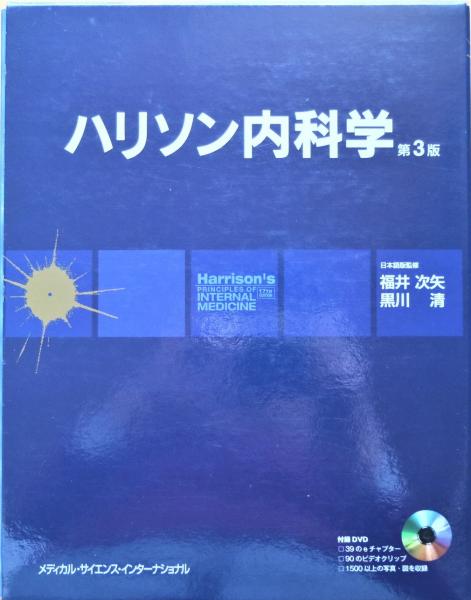 ハリソン内科学 第3版
日本語版監修
福井 次矢
黒川 清
Harrison's
PRINCIPLES OF
INTERNAL
MEDICINE
17TH
EDITION
付録DVD
□39のeチャプター
□90のビデオクリップ
□1500以上の写真・図を収録
メディカル・サイエンス・インターナショナル